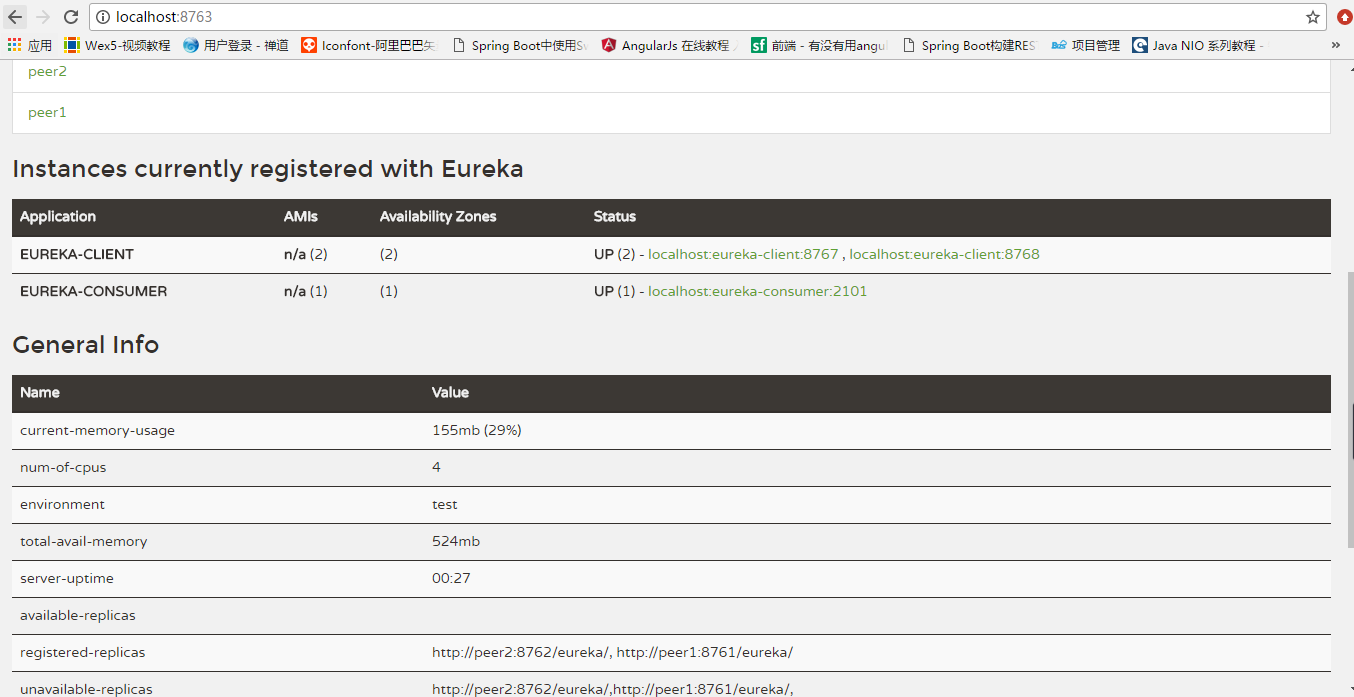 localhost:8763
应用 Wex5-视频教程 用户登录 - 禅道 Iconfont-阿里巴巴矢 Spring Boot中使用Sw AngularJs 在线教程 前端 - 有没有用angul Spring Boot构建RES 项目管理 Java NIO 系列教程 - »
peer2
peer1
Instances currently registered with Eureka
Application AMIs Availability Zones Status
EUREKA-CLIENT n/a (2) (2) UP (2) - localhost:eureka-client:8767 , localhost:eureka-client:8768
EUREKA-CONSUMER n/a (1) (1) UP (1) - localhost:eureka-consumer:2101
General Info
Name Value
current-memory-usage 155mb (29%)
num-of-cpus 4
environment test
total-avail-memory 524mb
server-uptime 00:27
available-replicas
registered-replicas http://peer2:8762/eureka/, http://peer1:8761/eureka/
unavailable-replicas http://peer2:8762/eureka/,http://peer1:8761/eureka/,